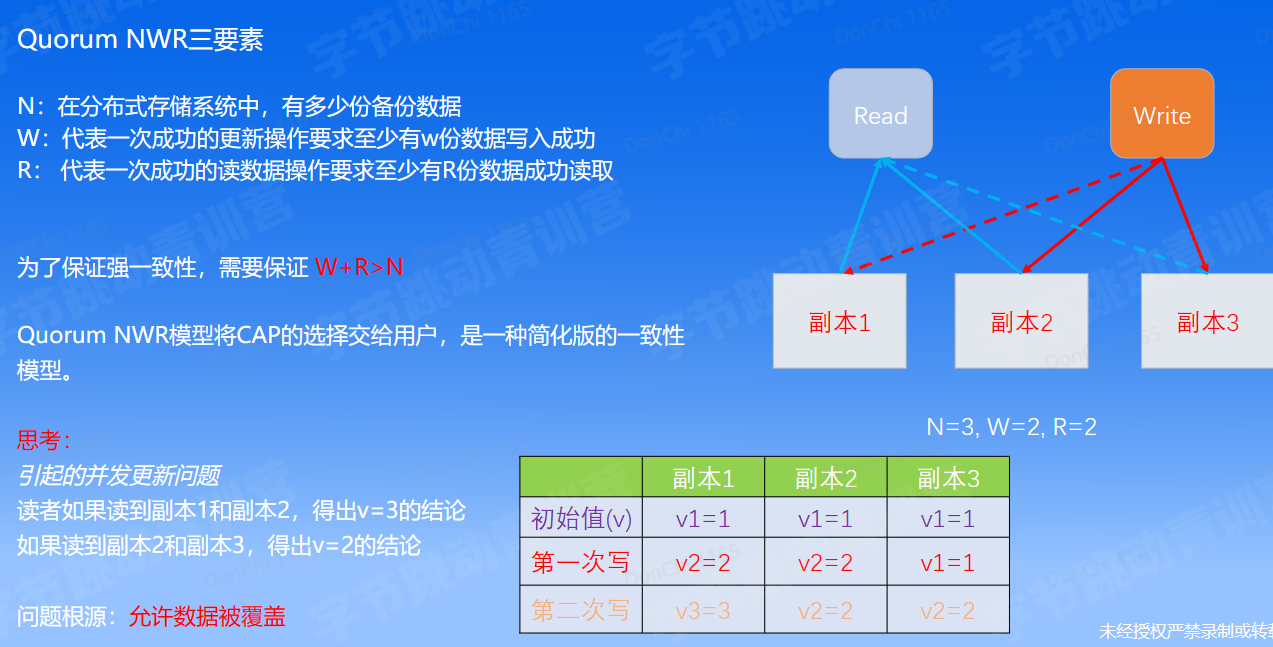 Quorum NWR三要素
N：在分布式存储系统中，有多少份备份数据
W：代表一次成功的更新操作要求至少有w份数据写入成功
R： 代表一次成功的读数据操作要求至少有R份数据成功读取
为了保证强一致性，需要保证 W+R>N
Quorum NWR模型将CAP的选择交给用户，是一种简化版的一致性
模型。
思考：
引起的并发更新问题
读者如果读到副本1和副本2，得出v=3的结论
如果读到副本2和副本3，得出v=2的结论
问题根源：允许数据被覆盖
Read
Write
副本1
副本2
副本3
N=3, W=2, R=2
副本1 副本2 副本3
初始值(v) v1=1 v1=1 v1=1
第一次写 v2=2 v2=2 v1=1
第二次写 v3=3 v2=2 v2=2
未经授权严禁录制或转载
字节跳动青训营
DonChi 1165